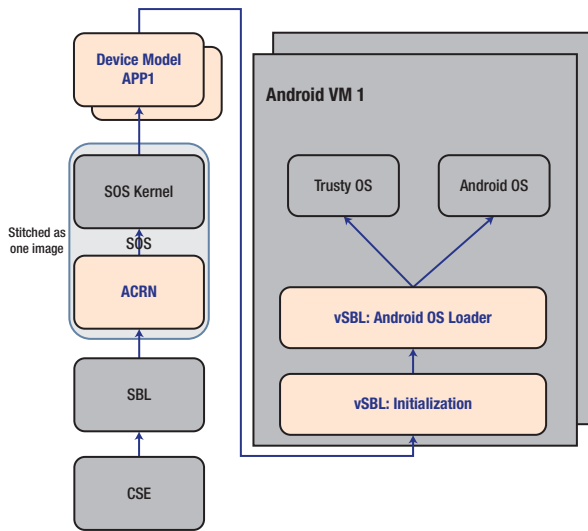 Device Model
APP1
SOS Kernel
Stitched as
one image
SOS
ACRN
SBL
CSE
Android VM 1
Trusty OS
Android OS
vSBL: Android OS Loader
vSBL: Initialization